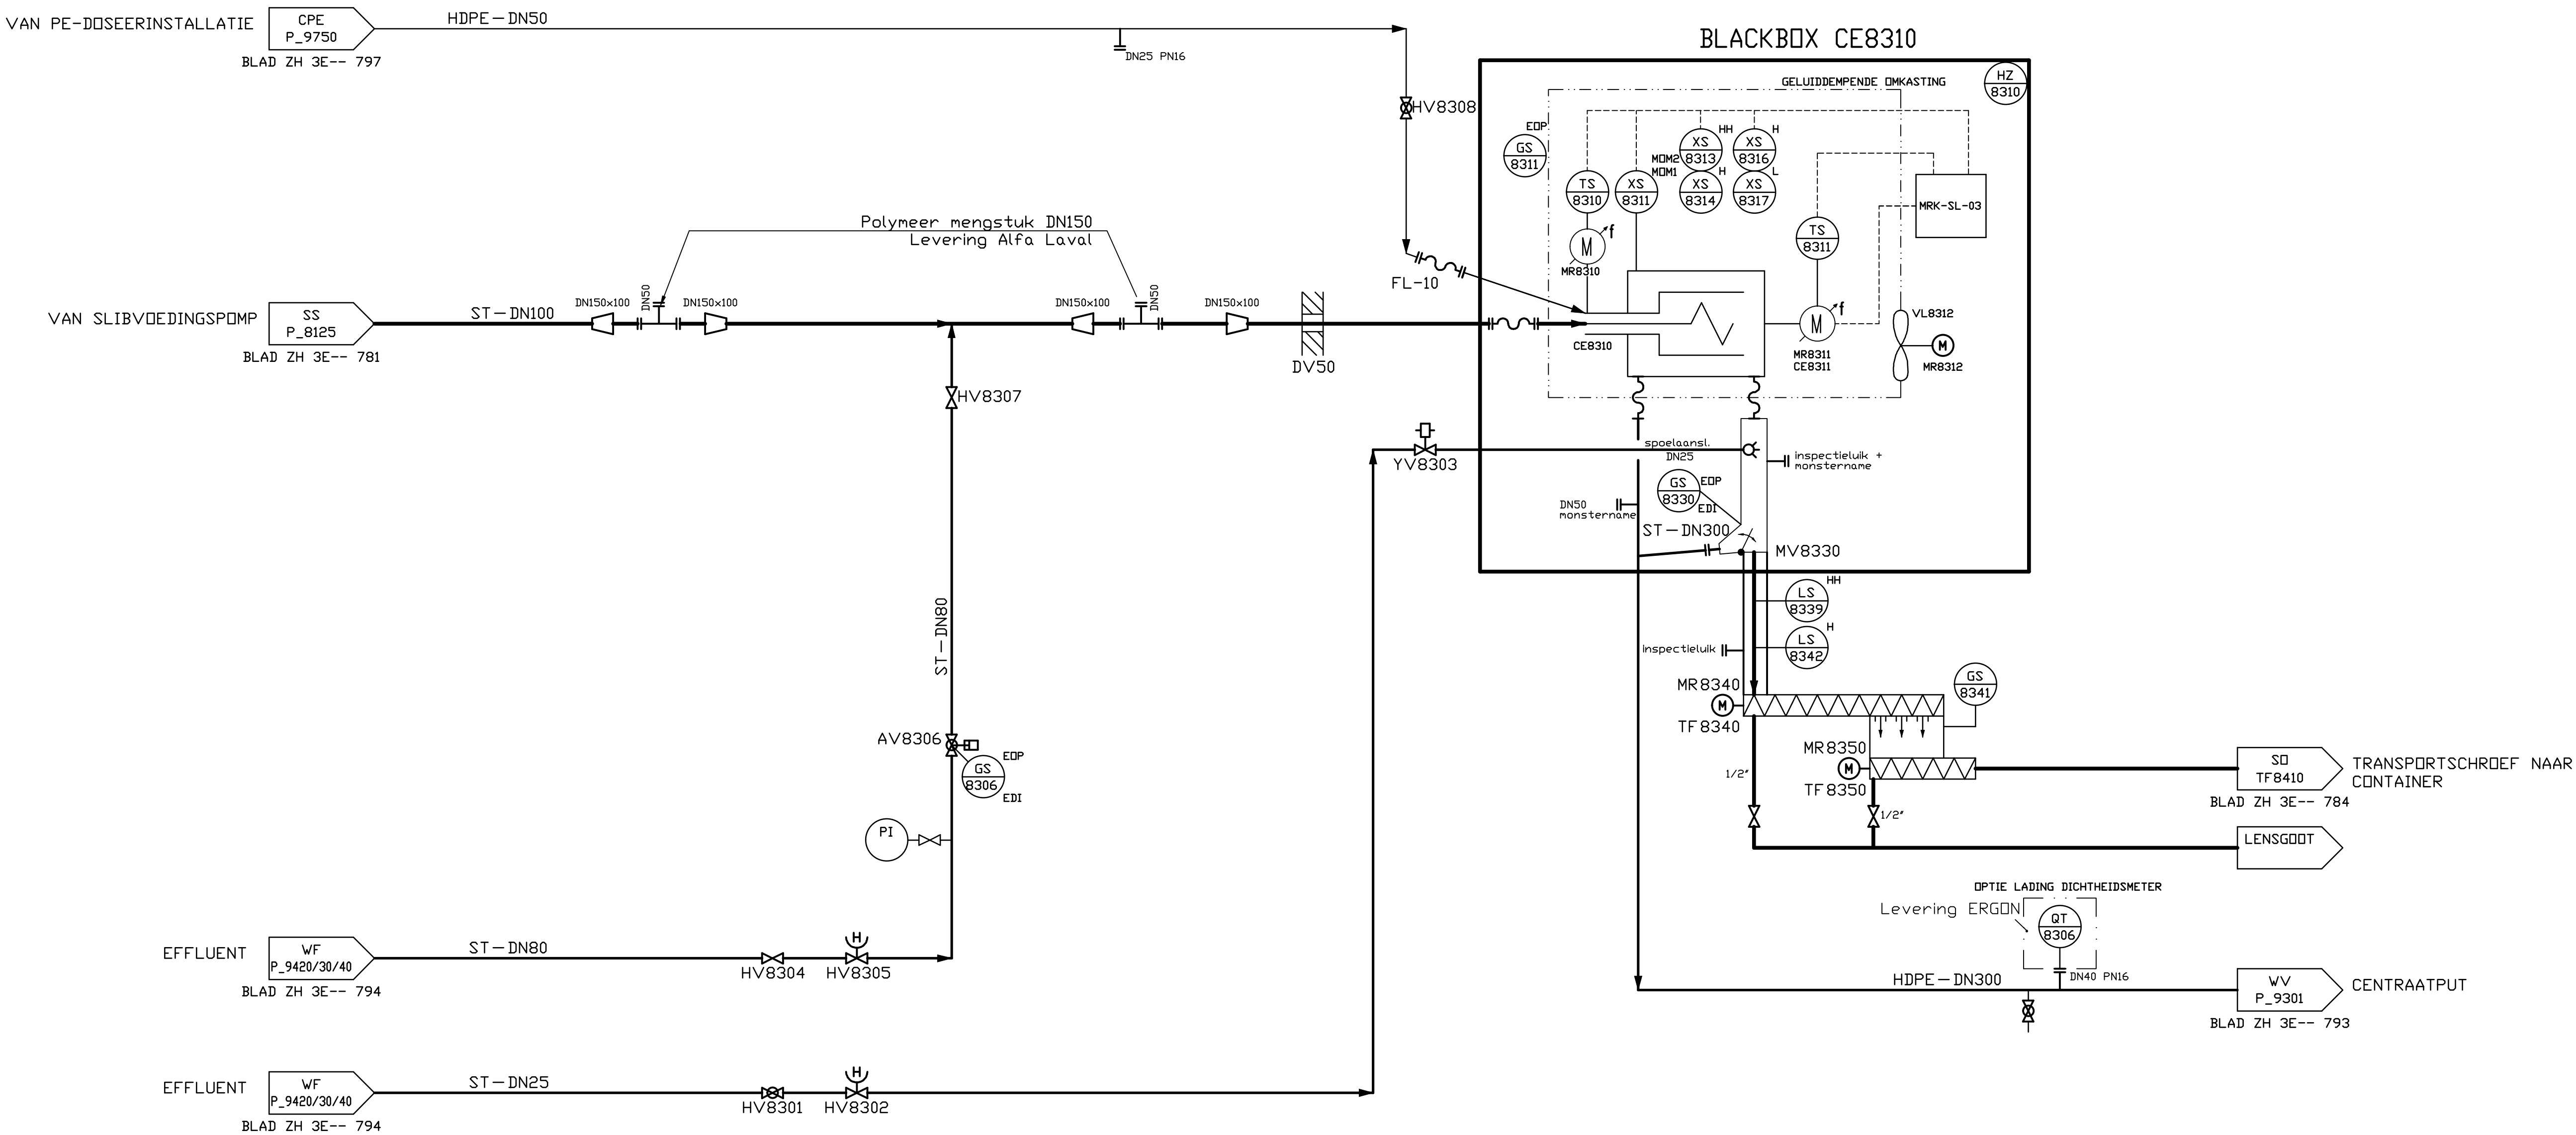 VAN PE-DOSEERINSTALLATIE
CPE
P_9750
BLAD ZH 3E-- 797
HDPE-DN50
DN25 PN16
HV8308
FL-10
BLACKBOX CE8310
GELUIDDEMPENDE OMKASTING
HZ
8310
EOP
GS
8311
TS
8310
XS
8311
MOM2
MOM1
HH
XS
8313
H
XS
8314
H
XS
8316
L
XS
8317
MRK-SL-03
TS
8311
M
f
MR8310
M
f
MR8311
CE8311
CE8310
VL8312
M
MR8312
Polymeer mengstuk DN150
Levering Alfa Laval
VAN SLIBVOEDINGSPOMP
SS
P_8125
BLAD ZH 3E-- 781
ST-DN100
DN150x100
DN50
DN150x100
DN150x100
DN50
DN150x100
DV50
HV8307
ST-DN80
YV8303
spoelaansl.
DN25
inspectieluik +
monstername
GS
8330
EOP
EDI
DN50
monstername
ST-DN300
MV8330
HH
LS
8339
H
LS
8342
inspectieluik
MR8340
M
TF8340
GS
8341
MR8350
M
TF8350
1/2"
1/2"
SO
TF8410
BLAD ZH 3E-- 784
TRANSPORTSCHROEF NAAR
CONTAINER
LENSGOOT
AV8306
GS
8306
EOP
EDI
PI
OPTIE LADING DICHTHEIDSMETER
Levering ERGON
QT
8306
DN40 PN16
HDPE-DN300
WV
P_9301
BLAD ZH 3E-- 793
CENTRAATPUT
EFFLUENT
WF
P_9420/30/40
BLAD ZH 3E-- 794
ST-DN80
HV8304
H
HV8305
EFFLUENT
WF
P_9420/30/40
BLAD ZH 3E-- 794
ST-DN25
HV8301
H
HV8302